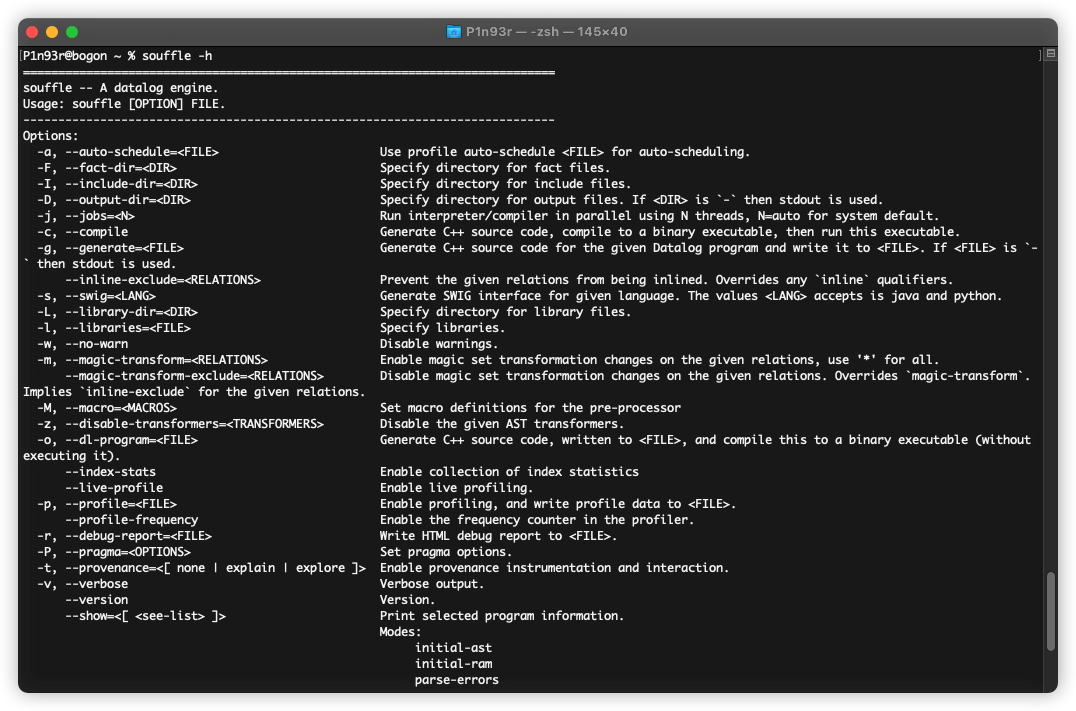 P1n93r — -zsh — 145×40
[P1n93r@bogon ~ % souffle -h ]
============================================================================
souffle -- A datalog engine.
Usage: souffle [OPTION] FILE.
----------------------------------------------------------------------------
Options:
  -a, --auto-schedule=<FILE>                       Use profile auto-schedule <FILE> for auto-scheduling.
  -F, --fact-dir=<DIR>                             Specify directory for fact files.
  -I, --include-dir=<DIR>                          Specify directory for include files.
  -D, --output-dir=<DIR>                           Specify directory for output files. If <DIR> is `-` then stdout is used.
  -j, --jobs=<N>                                   Run interpreter/compiler in parallel using N threads, N=auto for system default.
  -c, --compile                                    Generate C++ source code, compile to a binary executable, then run this executable.
  -g, --generate=<FILE>                            Generate C++ source code for the given Datalog program and write it to <FILE>. If <FILE> is `-
` then stdout is used.
      --inline-exclude=<RELATIONS>                 Prevent the given relations from being inlined. Overrides any `inline` qualifiers.
  -s, --swig=<LANG>                                Generate SWIG interface for given language. The values <LANG> accepts is java and python.
  -L, --library-dir=<DIR>                          Specify directory for library files.
  -l, --libraries=<FILE>                           Specify libraries.
  -w, --no-warn                                    Disable warnings.
  -m, --magic-transform=<RELATIONS>                Enable magic set transformation changes on the given relations, use '*' for all.
      --magic-transform-exclude=<RELATIONS>        Disable magic set transformation changes on the given relations. Overrides `magic-transform`.
Implies `inline-exclude` for the given relations.
  -M, --macro=<MACROS>                             Set macro definitions for the pre-processor
  -z, --disable-transformers=<TRANSFORMERS>        Disable the given AST transformers.
  -o, --dl-program=<FILE>                          Generate C++ source code, written to <FILE>, and compile this to a binary executable (without
executing it).
      --index-stats                                Enable collection of index statistics
      --live-profile                               Enable live profiling.
  -p, --profile=<FILE>                             Enable profiling, and write profile data to <FILE>.
      --profile-frequency                          Enable the frequency counter in the profiler.
  -r, --debug-report=<FILE>                        Write HTML debug report to <FILE>.
  -P, --pragma=<OPTIONS>                           Set pragma options.
  -t, --provenance=<[ none | explain | explore ]>  Enable provenance instrumentation and interaction.
  -v, --verbose                                    Verbose output.
      --version                                    Version.
      --show=<[ <see-list> ]>                      Print selected program information.
                                                   Modes:
                                                        initial-ast
                                                        initial-ram
                                                        parse-errors